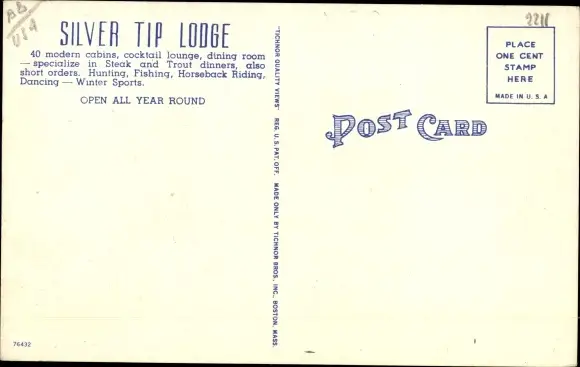 BB
USA
SILVER TIP LODGE
40 modern cabins, cocktail lounge, dining room
— specialize in Steak and Trout dinners, also
short orders. Hunting, Fishing, Horseback Riding,
Dancing — Winter Sports.
OPEN ALL YEAR ROUND
76432
"TICHNOR QUALITY VIEWS" REG. U. S. PAT. OFF. MADE ONLY BY TICHNOR BROS., INC., BOSTON, MASS.
POST CARD
PLACE
ONE CENT
STAMP
HERE
MADE IN U. S. A